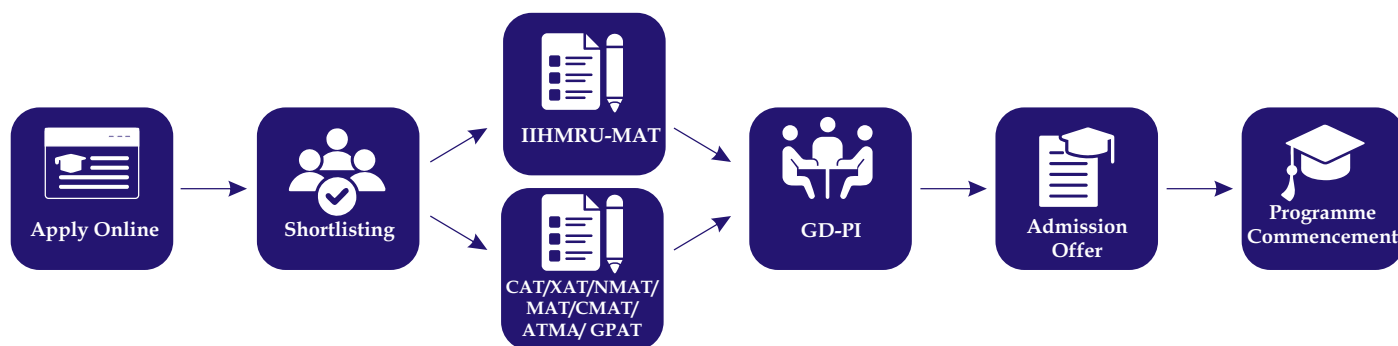 Apply Online
Shortlisting
IIHMRU-MAT
CAT/XAT/NMAT/
MAT/CMAT/
ATMA/ GPAT
GD-PI
Admission
Offer
Programme
Commencement